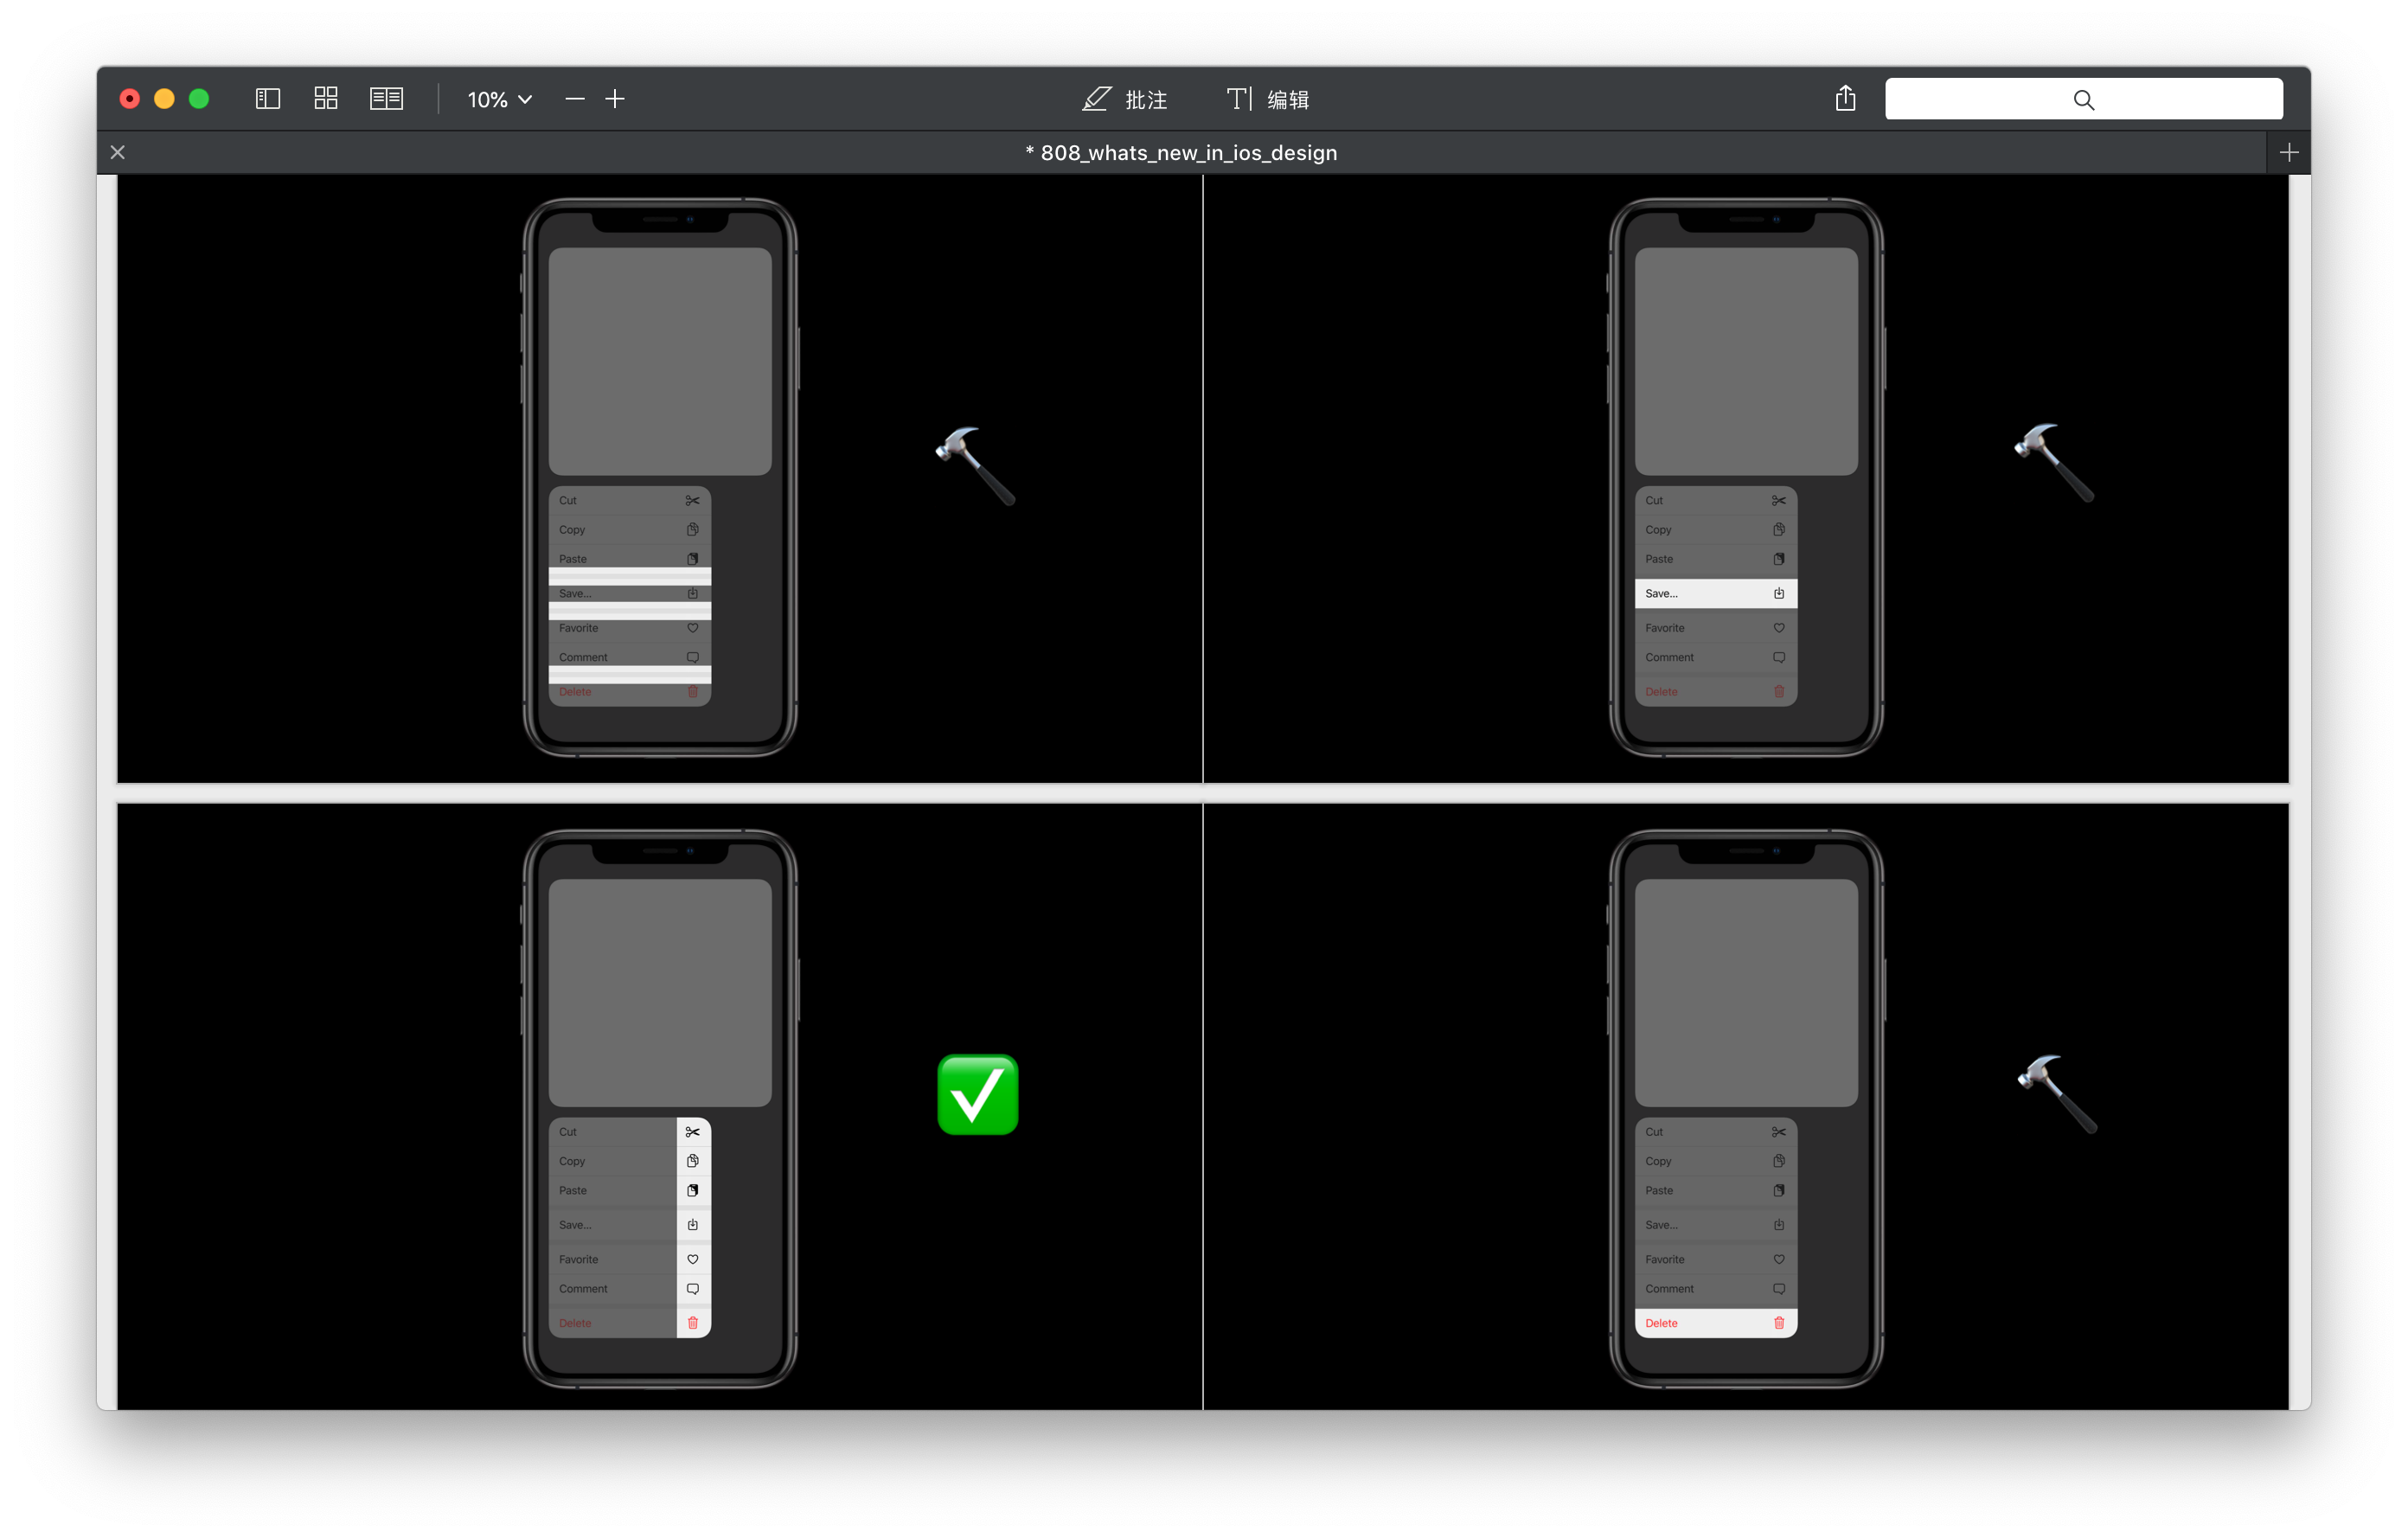 10%
批注
编辑
* 808_whats_new_in_ios_design
Cut
Copy
Paste
Save...
Favorite
Comment
Delete
Cut
Copy
Paste
Save...
Favorite
Comment
Delete
Cut
Copy
Paste
Save...
Favorite
Comment
Delete
Cut
Copy
Paste
Save...
Favorite
Comment
Delete